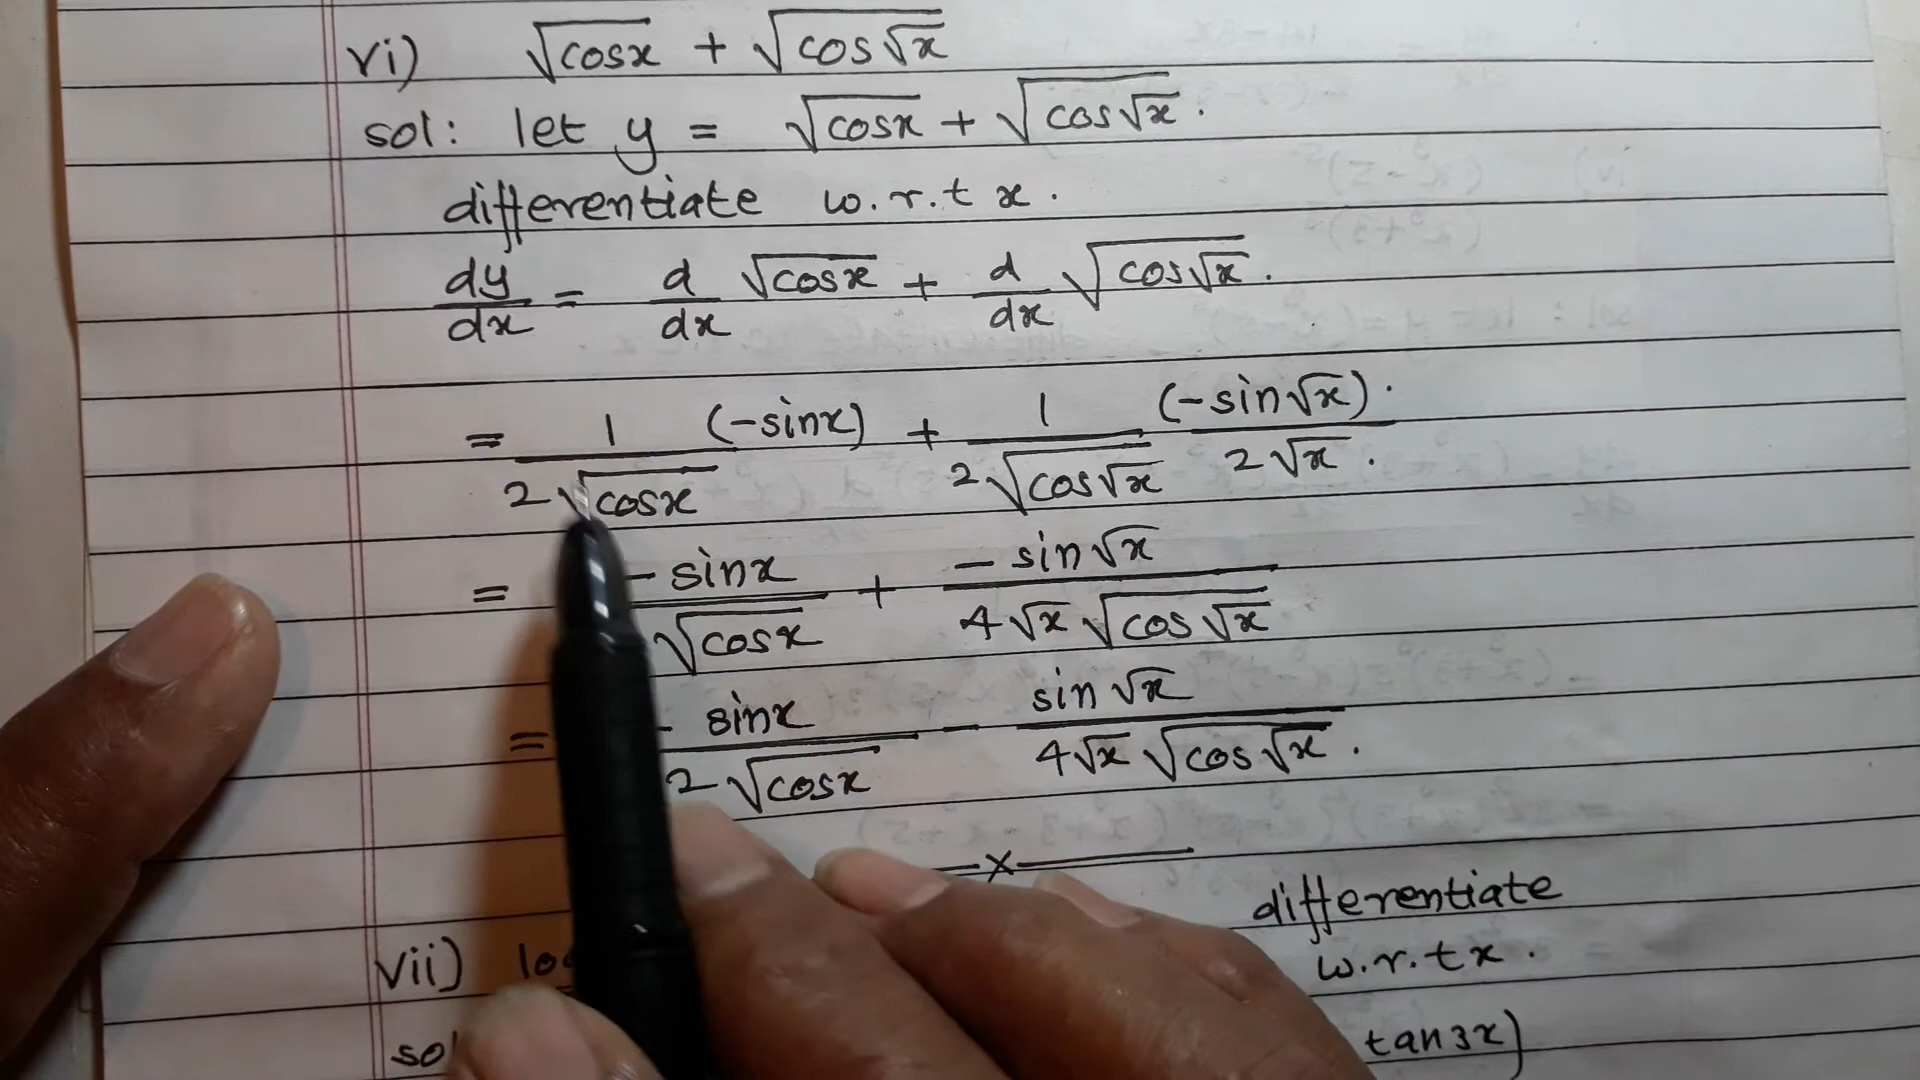 vi) √cosx + √cos√x
sol: let y = √cosx + √cos√x.
differentiate w.r.t x.
dy/dx = d/dx √cosx + d/dx √cos√x.
= 1/2√cosx (-sinx) + 1/2√cos√x (-sin√x)/2√x.
= -sinx/√cosx + -sin√x/4√x√cos√x
= - sinx/2√cosx - sin√x/4√x√cos√x.
x
differentiate
vii) w.r.tx.
tan3x)